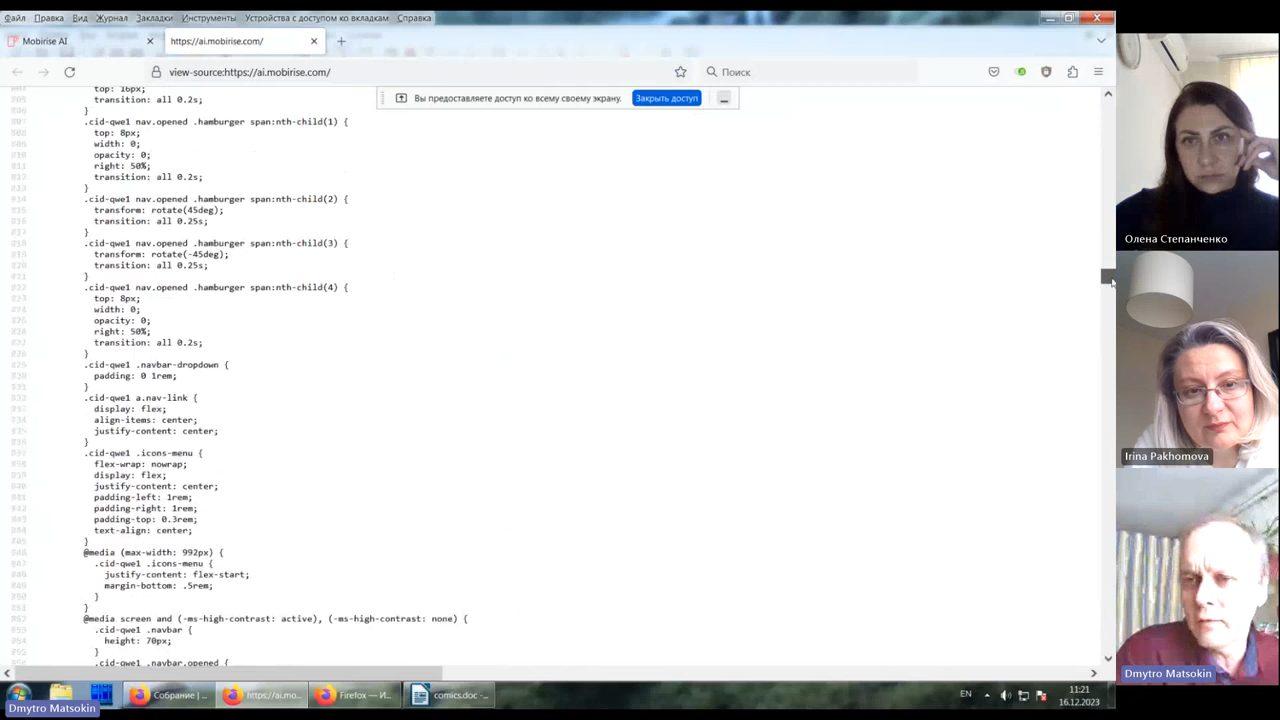 Файл Правка Вид Журнал Закладки Инструменты Устройства с доступом ко вкладкам Справка
Mobirise AI
https://ai.mobirise.com/
view-source:https://ai.mobirise.com/
Поиск
Вы предоставляете доступ ко всему своему экрану. Закрыть доступ
top: 16px;
transition: all 0.2s;
}
.cid-qwe1 nav.opened .hamburger span:nth-child(1) {
top: 8px;
width: 0;
opacity: 0;
right: 50%;
transition: all 0.2s;
}
.cid-qwe1 nav.opened .hamburger span:nth-child(2) {
transform: rotate(45deg);
transition: all 0.25s;
}
.cid-qwe1 nav.opened .hamburger span:nth-child(3) {
transform: rotate(-45deg);
transition: all 0.25s;
}
.cid-qwe1 nav.opened .hamburger span:nth-child(4) {
top: 8px;
width: 0;
opacity: 0;
right: 50%;
transition: all 0.2s;
}
.cid-qwe1 .navbar-dropdown {
padding: 0 1rem;
}
.cid-qwe1 a.nav-link {
display: flex;
align-items: center;
justify-content: center;
}
.cid-qwe1 .icons-menu {
flex-wrap: nowrap;
display: flex;
justify-content: center;
padding-left: 1rem;
padding-right: 1rem;
padding-top: 0.3rem;
text-align: center;
}
@media (max-width: 992px) {
.cid-qwe1 .icons-menu {
justify-content: flex-start;
margin-bottom: .5rem;
}
}
@media screen and (-ms-high-contrast: active), (-ms-high-contrast: none) {
.cid-qwe1 .navbar {
height: 70px;
}
.cid-qwe1 .navbar.opened {
Олена Степанченко
Irina Pakhomova
Dmytro Matsokin
Собрание | ...
https://ai.mo...
Firefox — И...
comics.doc -...
EN
11:21
16.12.2023
Dmytro Matsokin